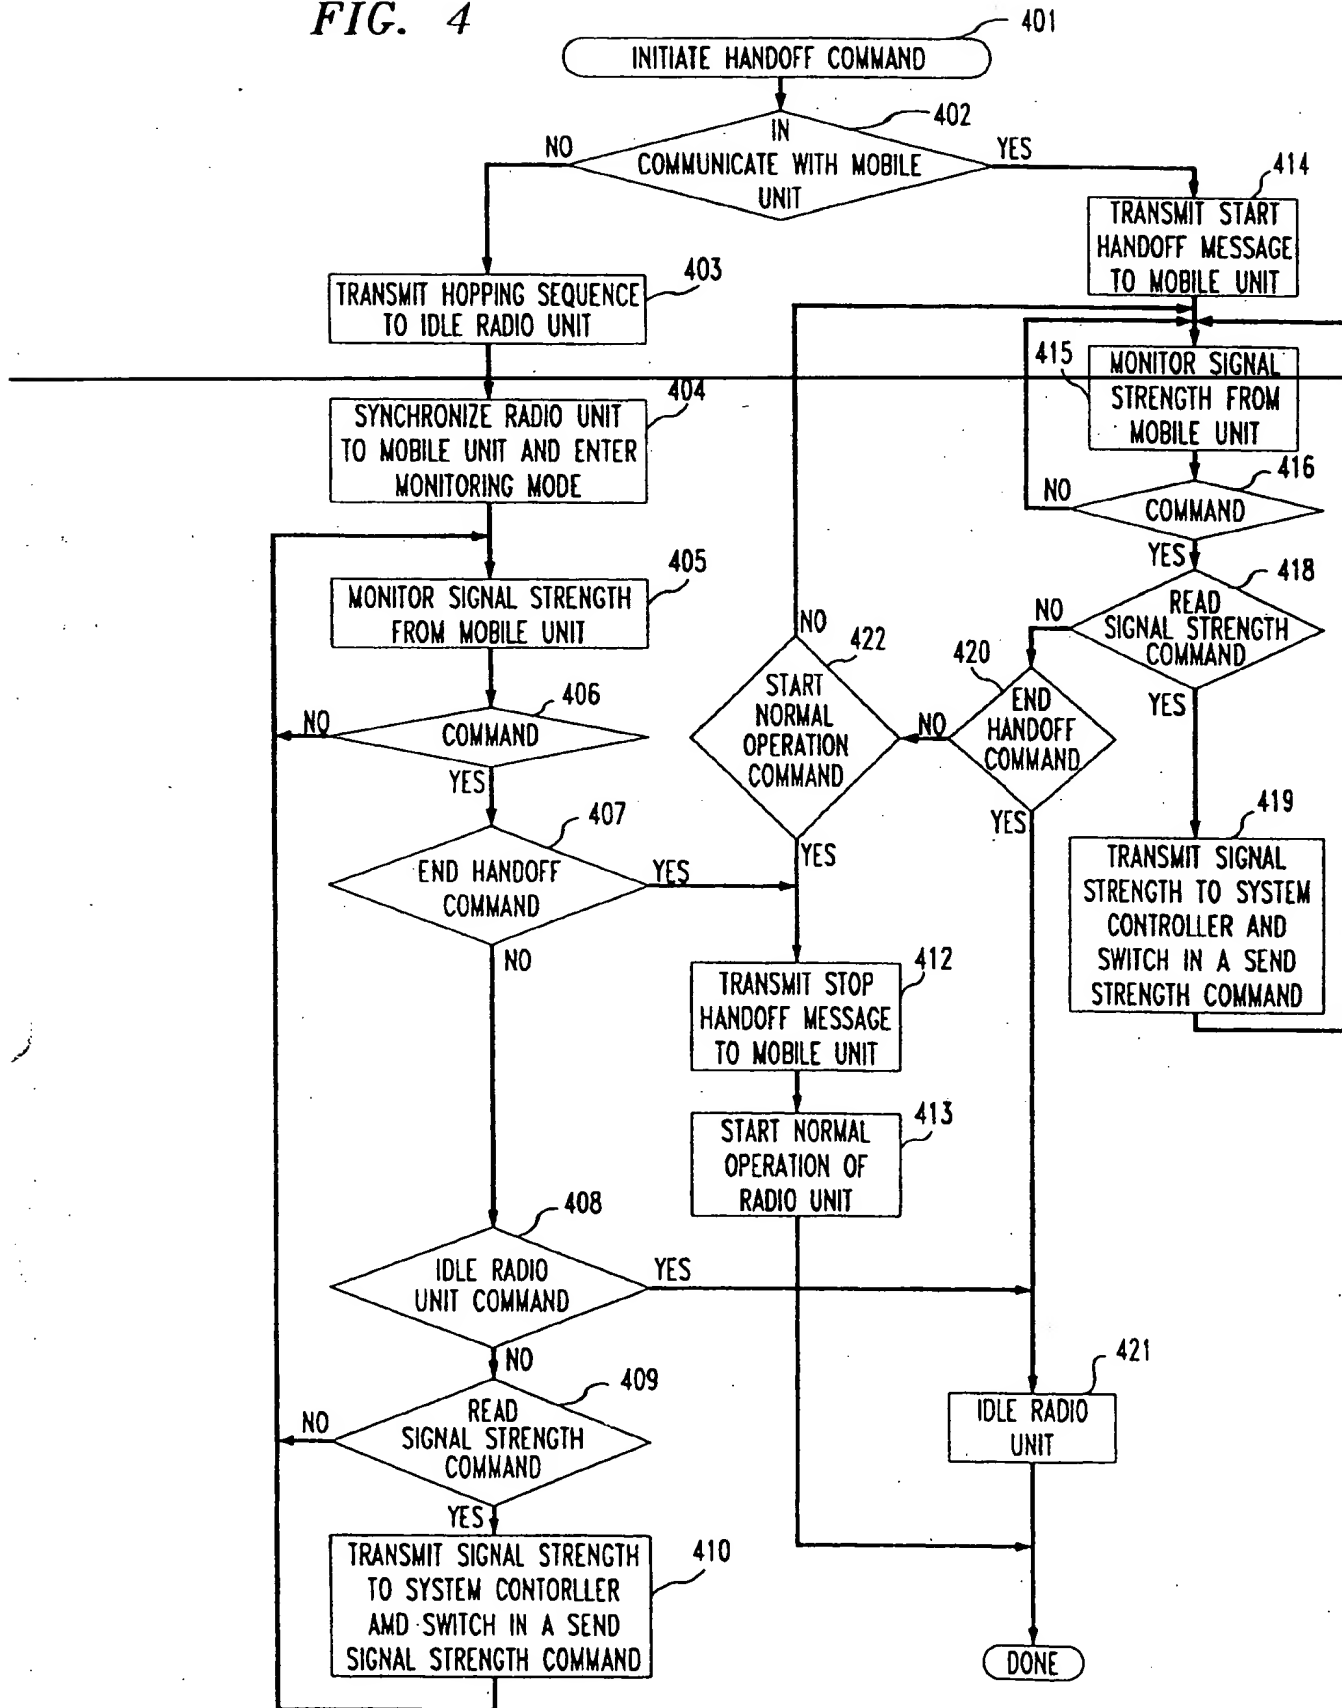 FIG. 4
401
INITIATE HANDOFF COMMAND
402
IN
COMMUNICATE WITH MOBILE
UNIT
NO
YES
414
TRANSMIT START
HANDOFF MESSAGE
TO MOBILE UNIT
403
TRANSMIT HOPPING SEQUENCE
TO IDLE RADIO UNIT
404
SYNCHRONIZE RADIO UNIT
TO MOBILE UNIT AND ENTER
MONITORING MODE
415
MONITOR SIGNAL
STRENGTH FROM
MOBILE UNIT
416
NO
COMMAND
YES
405
MONITOR SIGNAL STRENGTH
FROM MOBILE UNIT
418
NO
READ
SIGNAL STRENGTH
COMMAND
YES
406
NO
COMMAND
YES
NO
422
START
NORMAL
OPERATION
COMMAND
YES
420
NO
END
HANDOFF
COMMAND
YES
407
END HANDOFF
COMMAND
YES
NO
419
TRANSMIT SIGNAL
STRENGTH TO SYSTEM
CONTROLLER AND
SWITCH IN A SEND
STRENGTH COMMAND
412
TRANSMIT STOP
HANDOFF MESSAGE
TO MOBILE UNIT
413
START NORMAL
OPERATION OF
RADIO UNIT
408
IDLE RADIO
UNIT COMMAND
YES
NO
409
NO
READ
SIGNAL STRENGTH
COMMAND
YES
421
IDLE RADIO
UNIT
410
TRANSMIT SIGNAL STRENGTH
TO SYSTEM CONTORLLER
AMD SWITCH IN A SEND
SIGNAL STRENGTH COMMAND
DONE